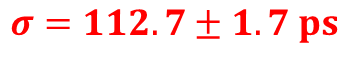 σ = 112.7 ± 1.7 ps